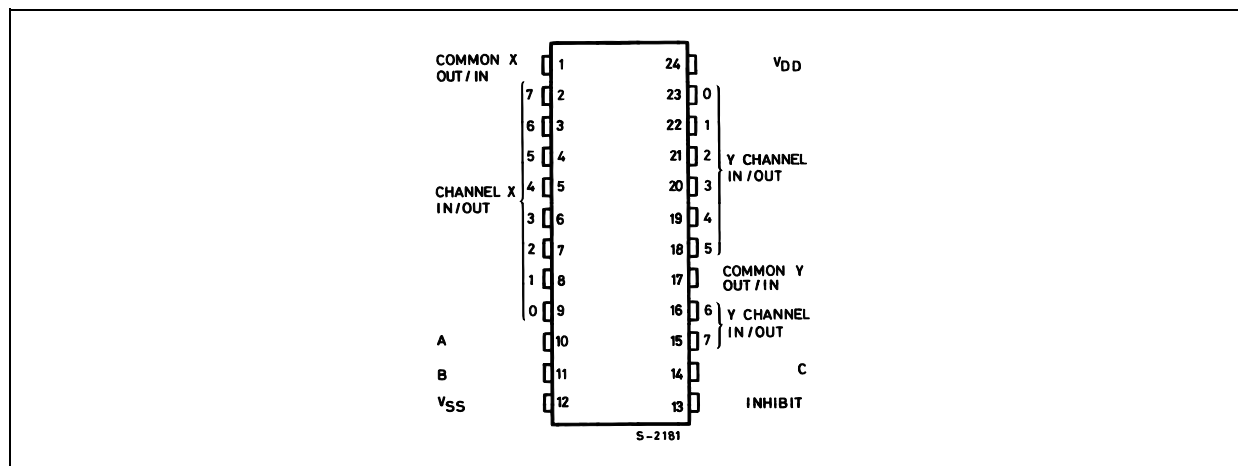 COMMON X 1 24 VDD
OUT/IN
7 2 23 0
6 3 22 1
5 4 21 2 Y CHANNEL
IN/OUT
CHANNEL X 4 5 20 3
IN/OUT
3 6 19 4
2 7 18 5
1 8 17 COMMON Y
OUT/IN
0 9 16 6 Y CHANNEL
IN/OUT
A 10 15 7
B 11 14 C
VSS 12 13 INHIBIT
S-2181